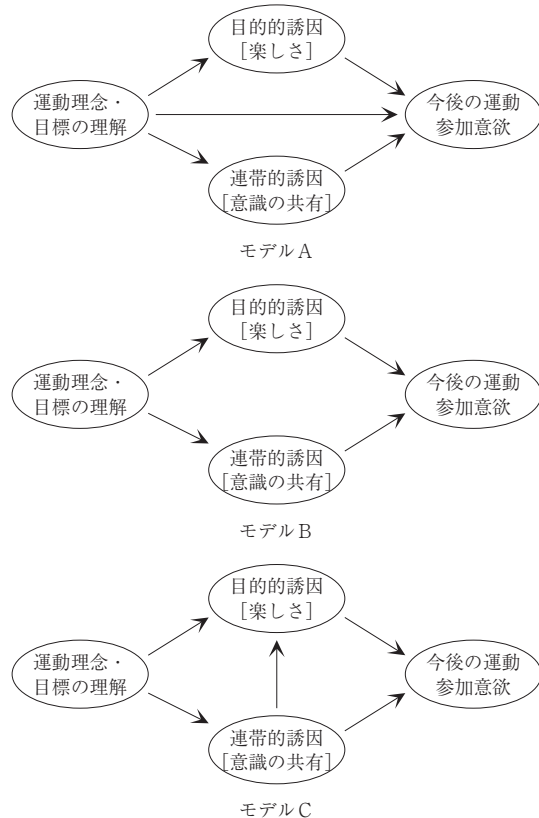 目的的誘因
[楽しさ]
運動理念・
目標の理解
今後の運動
参加意欲
連帯的誘因
[意識の共有]
モデルA
目的的誘因
[楽しさ]
運動理念・
目標の理解
今後の運動
参加意欲
連帯的誘因
[意識の共有]
モデルB
目的的誘因
[楽しさ]
運動理念・
目標の理解
今後の運動
参加意欲
連帯的誘因
[意識の共有]
モデルC